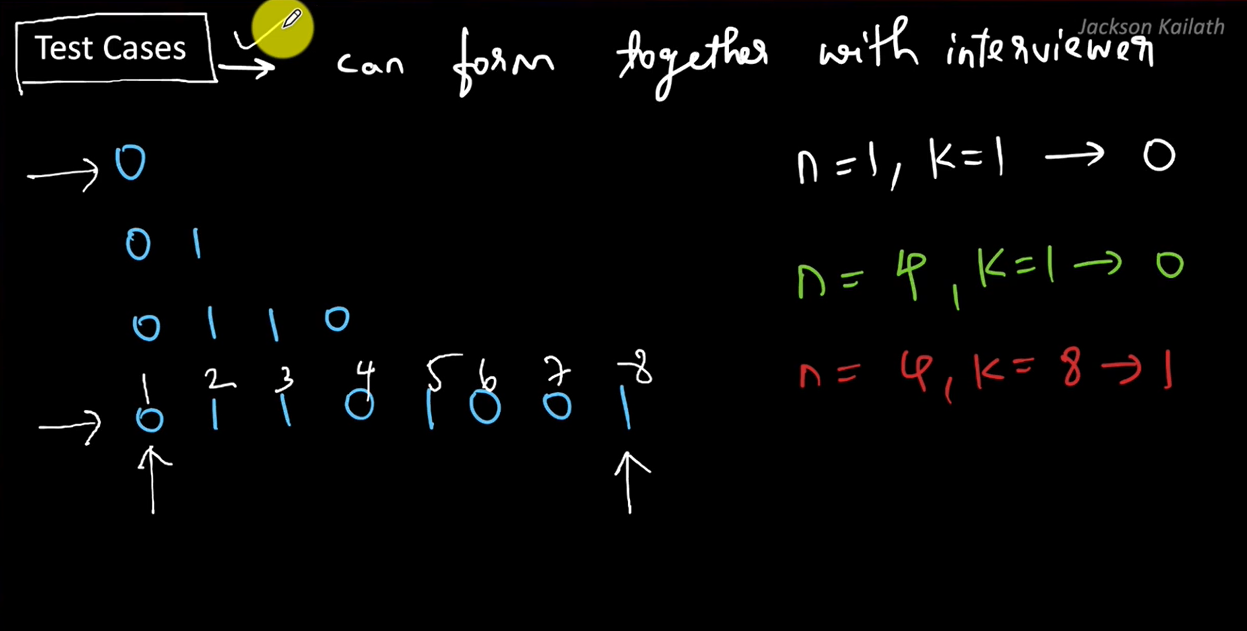 Jackson Kailath
Test Cases → can form together with interviewer
→ 0
n=1, k=1 → 0
0 1
n= 4, k=1 → 0
0 1 1 0
1 2 3 4 5 6 7 8
n= 4, k= 8 → 1
→ 0 1 1 0 1 0 0 1